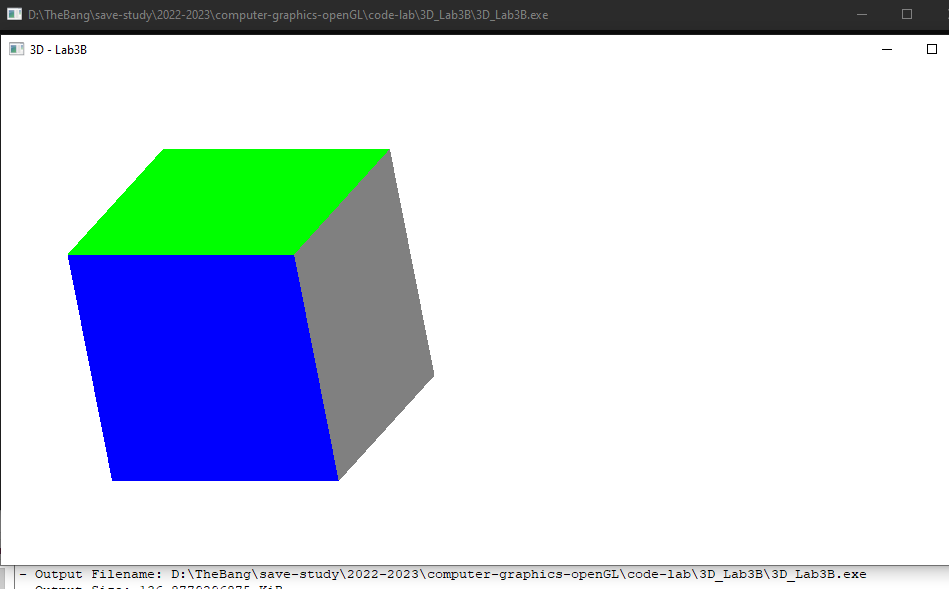 D:\TheBang\save-study\2022-2023\computer-graphics-openGL\code-lab\3D_Lab3B\3D_Lab3B.exe
3D - Lab3B
- Output Filename: D:\TheBang\save-study\2022-2023\computer-graphics-openGL\code-lab\3D_Lab3B\3D_Lab3B.exe